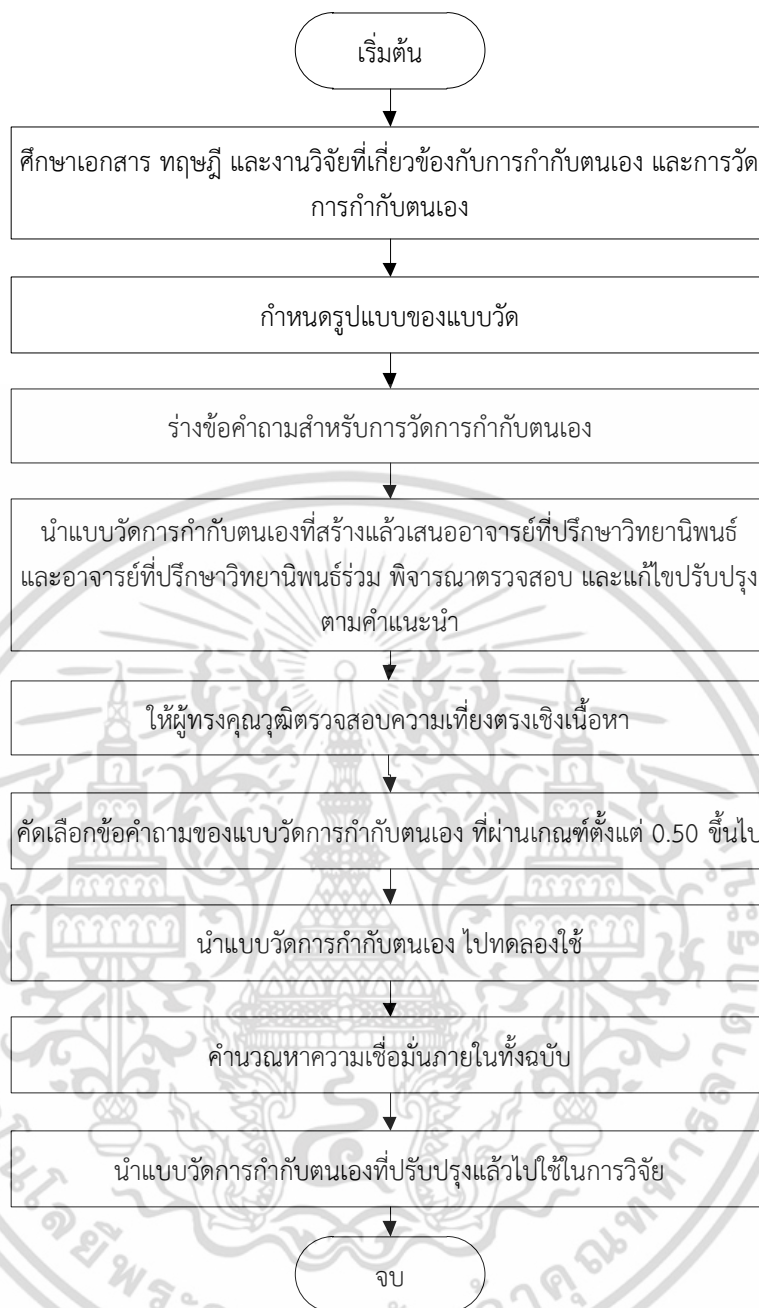 เริ่มต้น
ศึกษาเอกสาร ทฤษฎี และงานวิจัยที่เกี่ยวข้องกับการกำกับตนเอง และการวัด
การกำกับตนเอง
กำหนดรูปแบบของแบบวัด
ร่างข้อคำถามสำหรับการวัดการกำกับตนเอง
นำแบบวัดการกำกับตนเองที่สร้างแล้วเสนออาจารย์ที่ปรึกษาวิทยานิพนธ์
และอาจารย์ที่ปรึกษาวิทยานิพนธ์ร่วม พิจารณาตรวจสอบ และแก้ไขปรับปรุง
ตามคำแนะนำ
ให้ผู้ทรงคุณวุฒิตรวจสอบความเที่ยงตรงเชิงเนื้อหา
คัดเลือกข้อคำถามของแบบวัดการกำกับตนเอง ที่ผ่านเกณฑ์ตั้งแต่ 0.50 ขึ้นไป
นำแบบวัดการกำกับตนเอง ไปทดลองใช้
คำนวณหาความเชื่อมั่นภายในทั้งฉบับ
นำแบบวัดการกำกับตนเองที่ปรับปรุงแล้วไปใช้ในการวิจัย
จบ